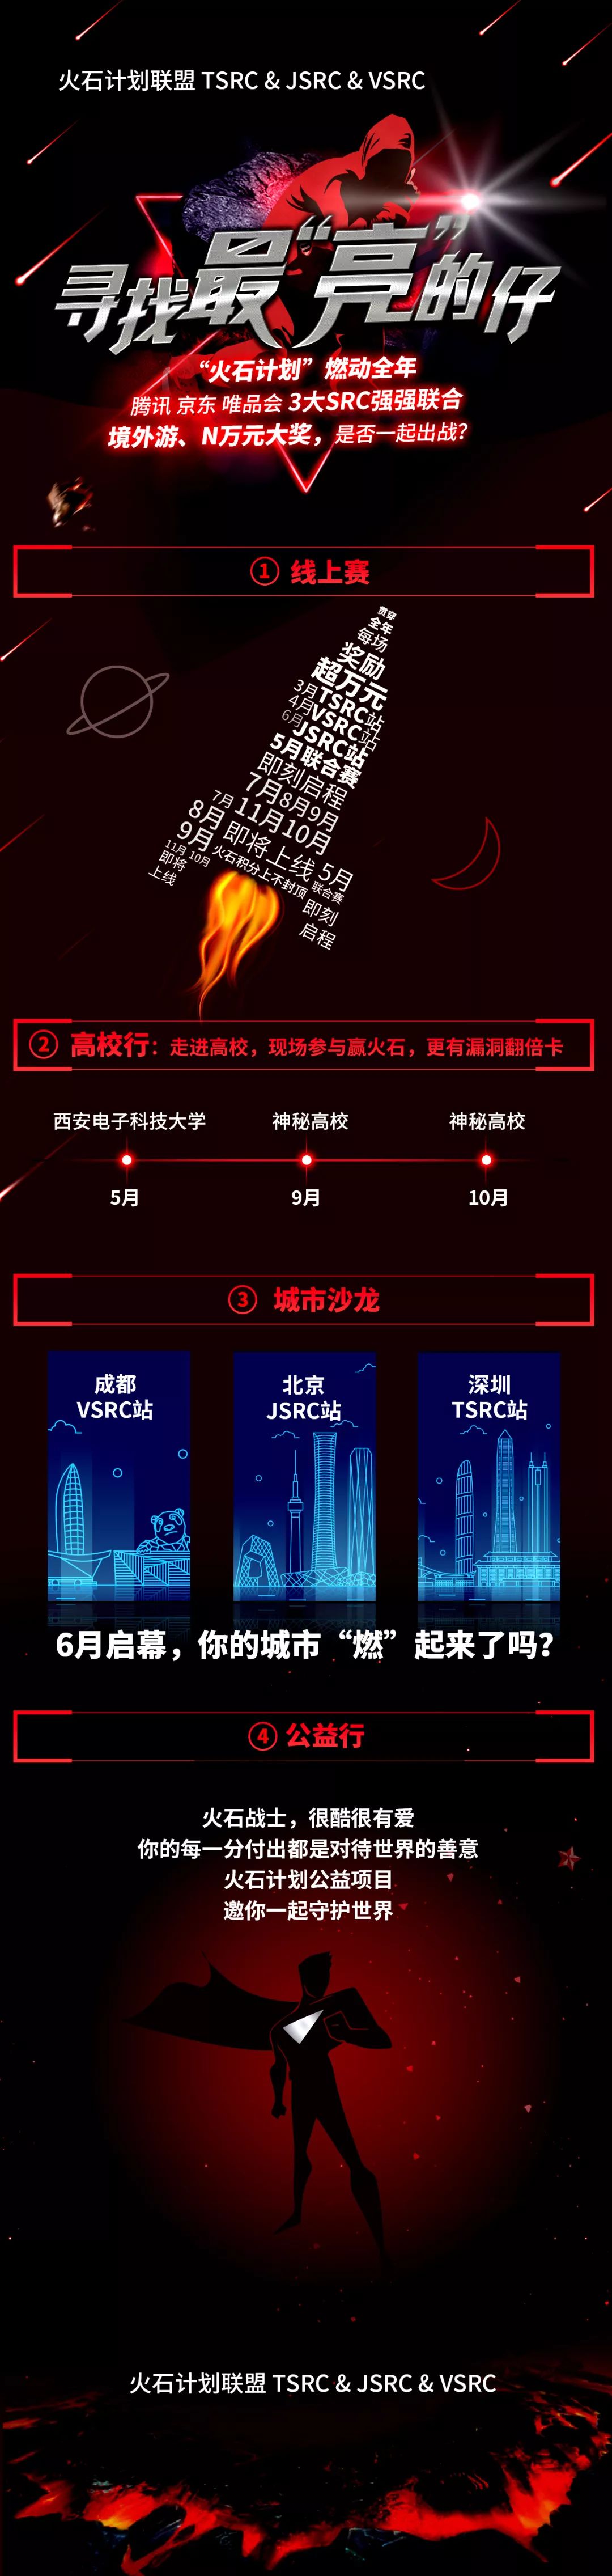 火石计划联盟 TSRC & JSRC & VSRC
寻找最“亮”的仔
“火石计划”燃动全年
腾讯 京东 唯品会 3大SRC强强联合
境外游、N万元大奖，是否一起出战?
① 线上赛
贯穿
全年
每场
奖励
超万元
3月TSRC站
4月VSRC站
6月JSRC站
5月联合赛
即刻启程
7月8月9月
7月11月10月
8月即将上线 5月
9月火石积分上不封顶 联合赛
11月 10月
即将
上线
即刻
启程
② 高校行：走进高校，现场参与赢火石，更有漏洞翻倍卡
西安电子科技大学 神秘高校 神秘高校
5月 9月 10月
③ 城市沙龙
成都 北京 深圳
VSRC站 JSRC站 TSRC站
6月启幕，你的城市“燃”起来了吗?
④ 公益行
火石战士，很酷很有爱
你的每一分付出都是对待世界的善意
火石计划公益项目
邀你一起守护世界
火石计划联盟 TSRC & JSRC & VSRC